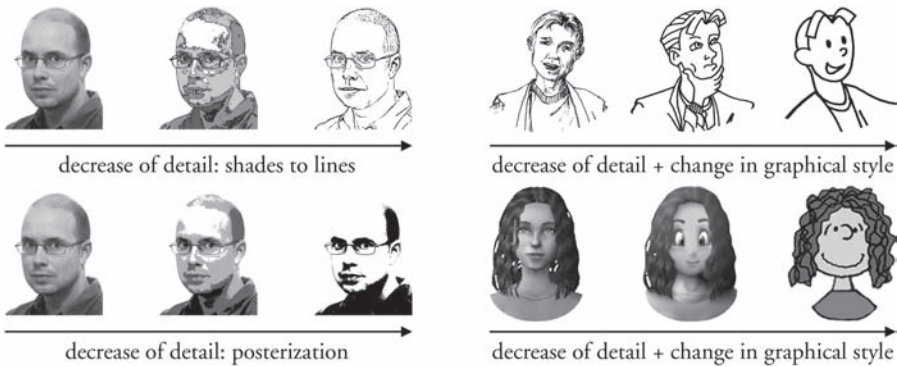 decrease of detail: shades to lines
decrease of detail + change in graphical style
decrease of detail: posterization
decrease of detail + change in graphical style